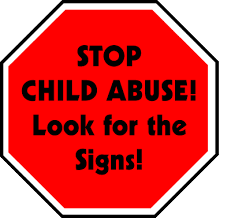 STOP
CHILD ABUSE!
Look for the
Signs!